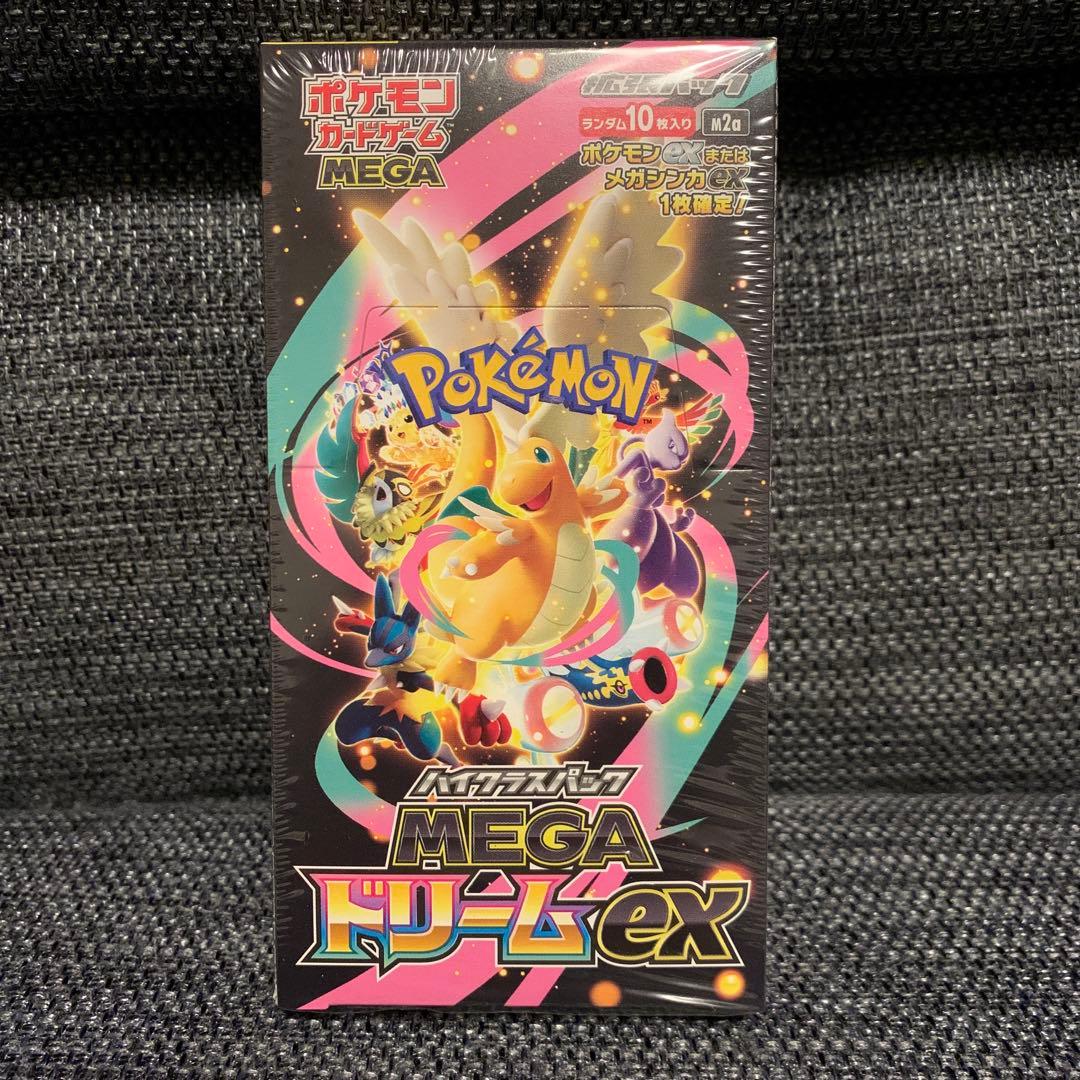 ポケモン
カードゲーム
MEGA
拡張パック
ランダム10枚入り M2a
ポケモンexまたは
メガシンカex
1枚確定!
POKéMON
TM
ハイクラスパック
MEGA
ドリームex